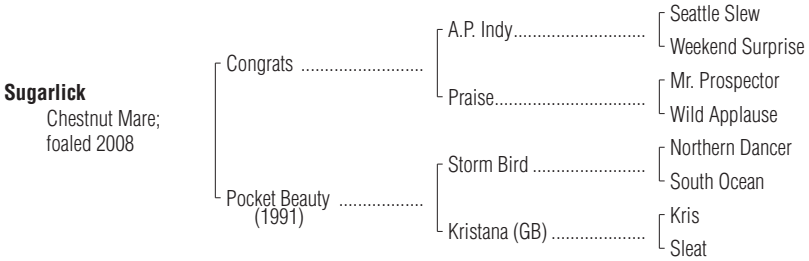 Sugarlick
Chestnut Mare;
foaled 2008
Congrats ........................
Pocket Beauty .................
(1991)
A.P. Indy...........................
Praise...............................
Storm Bird .......................
Kristana (GB) ...................
Seattle Slew
Weekend Surprise
Mr. Prospector
Wild Applause
Northern Dancer
South Ocean
Kris
Sleat